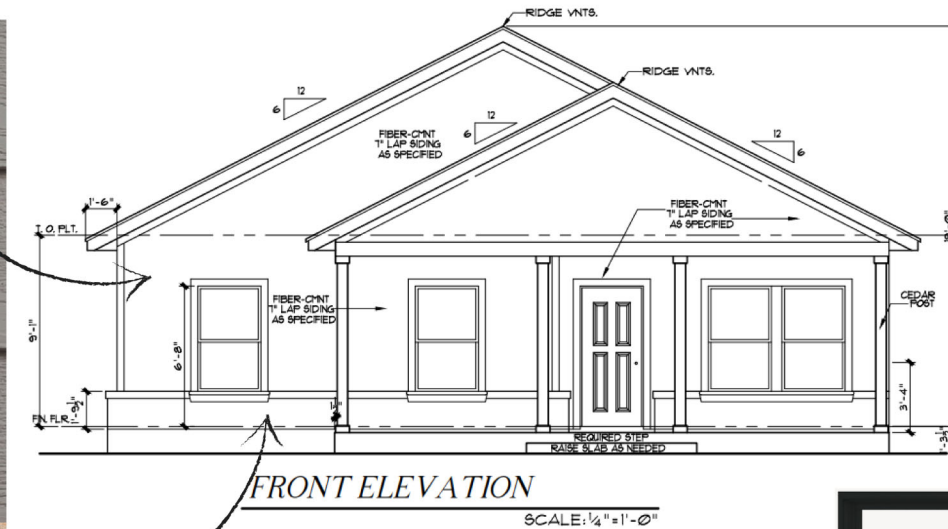 RIDGE VNTS.
RIDGE VNTS.
12
6
12
6
12
6
FIBER-CMNT
7" LAP SIDING
AS SPECIFIED
1'-6"
T. O. PLT.
FIBER-CMNT
7" LAP SIDING
AS SPECIFIED
FIBER-CMNT
7" LAP SIDING
AS SPECIFIED
CEDAR
POST
9'-1"
6'-8"
3'-4"
FN. FLR.
REQUIRED STEP
RAISE SLAB AS NEEDED
FRONT ELEVATION
SCALE: 1/4" = 1'-0"